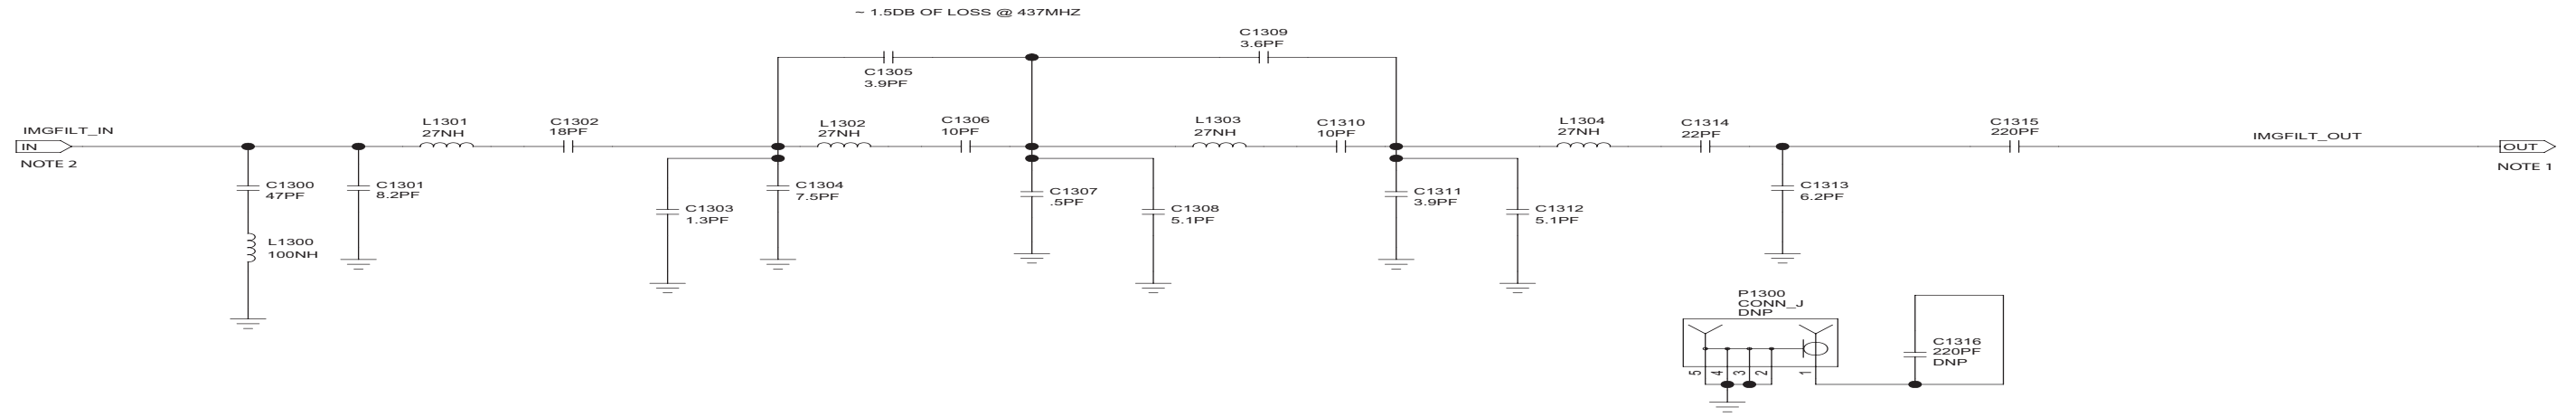 ~ 1.5DB OF LOSS @ 437MHZ
C1309
3.6PF
C1305
3.9PF
IMGFILT_IN
IN
NOTE 2
L1301
27NH
C1302
18PF
L1302
27NH
C1306
10PF
L1303
27NH
C1310
10PF
L1304
27NH
C1314
22PF
C1315
220PF
IMGFILT_OUT
OUT
NOTE 1
C1300
47PF
C1301
8.2PF
C1303
1.3PF
C1304
7.5PF
C1307
.5PF
C1308
5.1PF
C1311
3.9PF
C1312
5.1PF
C1313
6.2PF
L1300
100NH
P1300
CONN_J
DNP
C1316
220PF
DNP
5
4
3
2
1